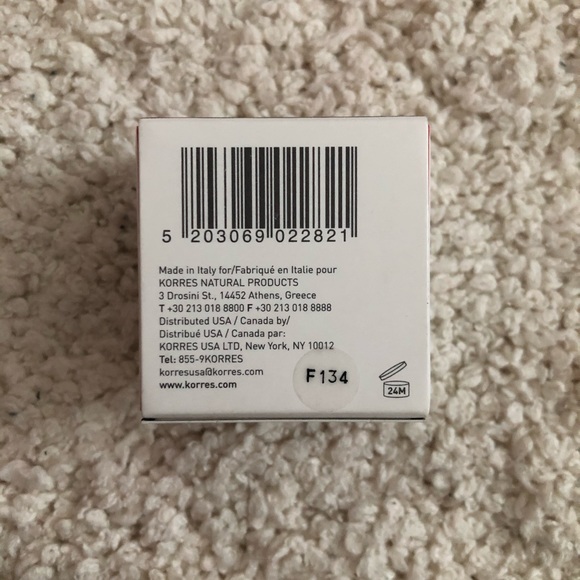 5 203069 022821
Made in Italy for/Fabriqué en Italie pour
KORRES NATURAL PRODUCTS
3 Drosini St., 14452 Athens, Greece
T +30 213 018 8800 F +30 213 018 8888
Distributed USA / Canada by/
Distribué USA / Canada par:
KORRES USA LTD, New York, NY 10012
Tel: 855-9KORRES
korresusa@korres.com
www.korres.com
F134
24M